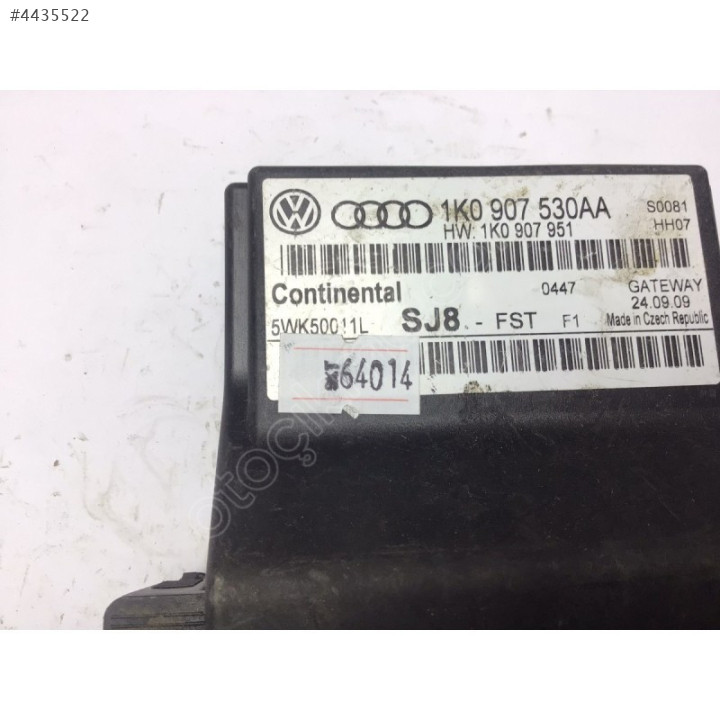 #4435522
1K0 907 530AA S0081
HW: 1K0 907 951 HH07
Continental 0447 GATEWAY
24.09.09
5WK50011L SJ8 - FST F1 Made in Czech Republic
64014